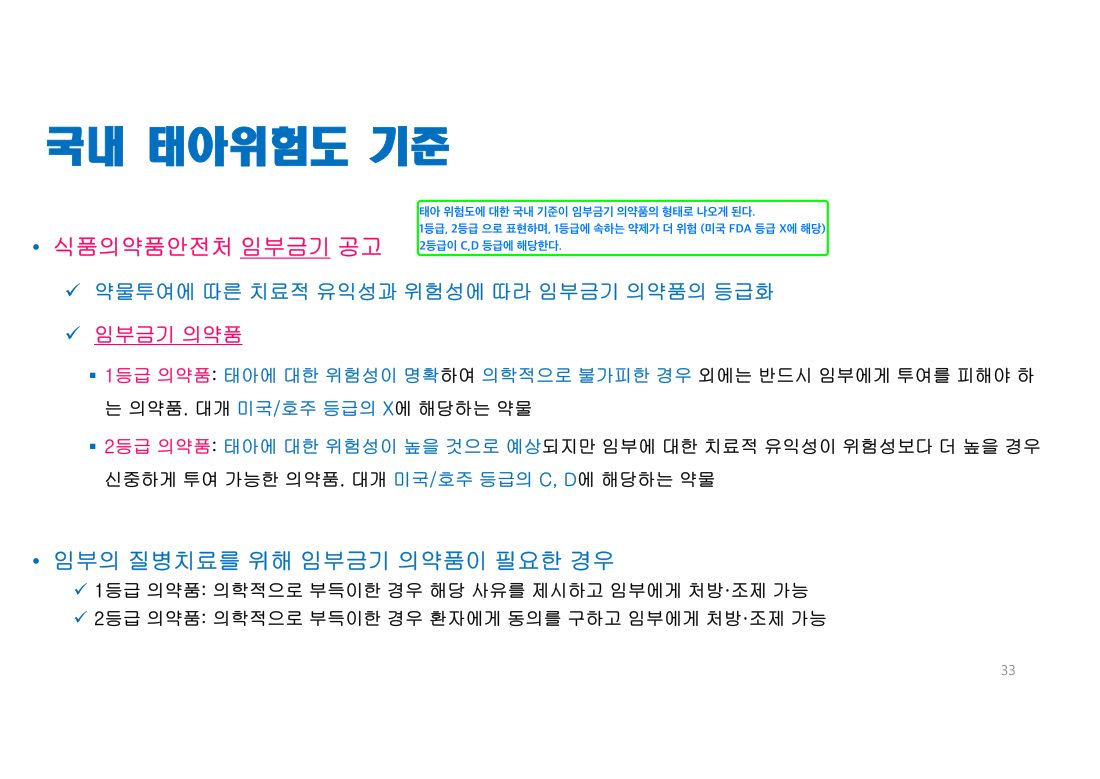 국내 태아위험도 기준
태아 위험도에 대한 국내 기준이 임부금기 의약품의 형태로 나오게 된다.
1등급, 2등급 으로 표현하며, 1등급에 속하는 약제가 더 위험 (미국 FDA 등급 X에 해당)
2등급이 C,D 등급에 해당한다.
• 식품의약품안전처 임부금기 공고
✓ 약물투여에 따른 치료적 유익성과 위험성에 따라 임부금기 의약품의 등급화
✓ 임부금기 의약품
▪ 1등급 의약품: 태아에 대한 위험성이 명확하여 의학적으로 불가피한 경우 외에는 반드시 임부에게 투여를 피해야 하
는 의약품. 대개 미국/호주 등급의 X에 해당하는 약물
▪ 2등급 의약품: 태아에 대한 위험성이 높을 것으로 예상되지만 임부에 대한 치료적 유익성이 위험성보다 더 높을 경우
신중하게 투여 가능한 의약품. 대개 미국/호주 등급의 C, D에 해당하는 약물
• 임부의 질병치료를 위해 임부금기 의약품이 필요한 경우
✓ 1등급 의약품: 의학적으로 부득이한 경우 해당 사유를 제시하고 임부에게 처방·조제 가능
✓ 2등급 의약품: 의학적으로 부득이한 경우 환자에게 동의를 구하고 임부에게 처방·조제 가능
33